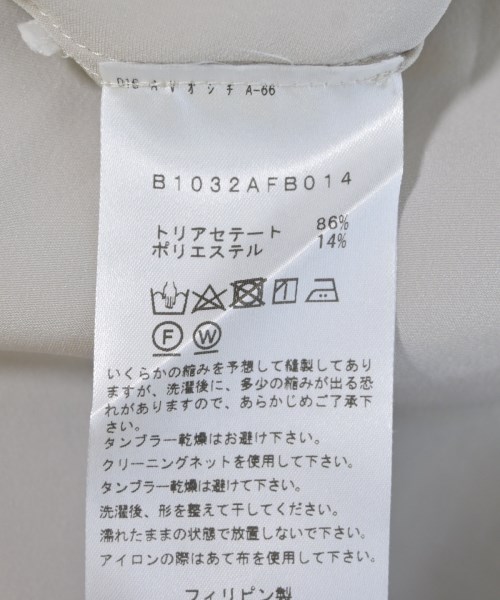 オシチ A-66
B1032AFB014
トリアセテート 86%
ポリエステル 14%
F W
いくらかの縮みを予想して縫製してあり
ますが、洗濯後に、多少の縮みが出る恐
れがありますので、あらかじめご了承下
さい。
タンブラー乾燥はお避け下さい。
クリーニングネットを使用して下さい。
タンブラー乾燥は避けて下さい。
洗濯後、形を整えて干してください。
濡れたままの状態で放置しないで下さい。
アイロンの際はあて布を使用して下さい。
フィリピン製